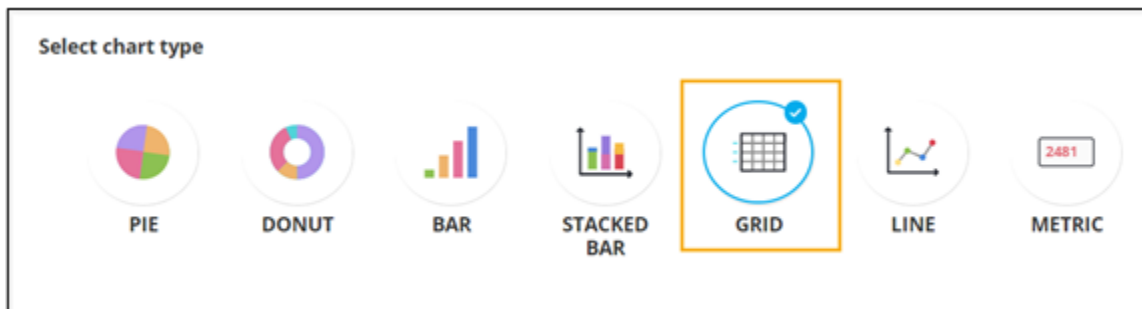 Select chart type
2481
PIE
DONUT
BAR
STACKED
BAR
GRID
LINE
METRIC